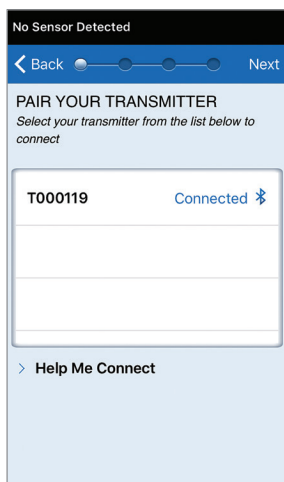 No Sensor Detected
Back Next
PAIR YOUR TRANSMITTER
Select your transmitter from the list below to
connect
T000119 Connected
Help Me Connect